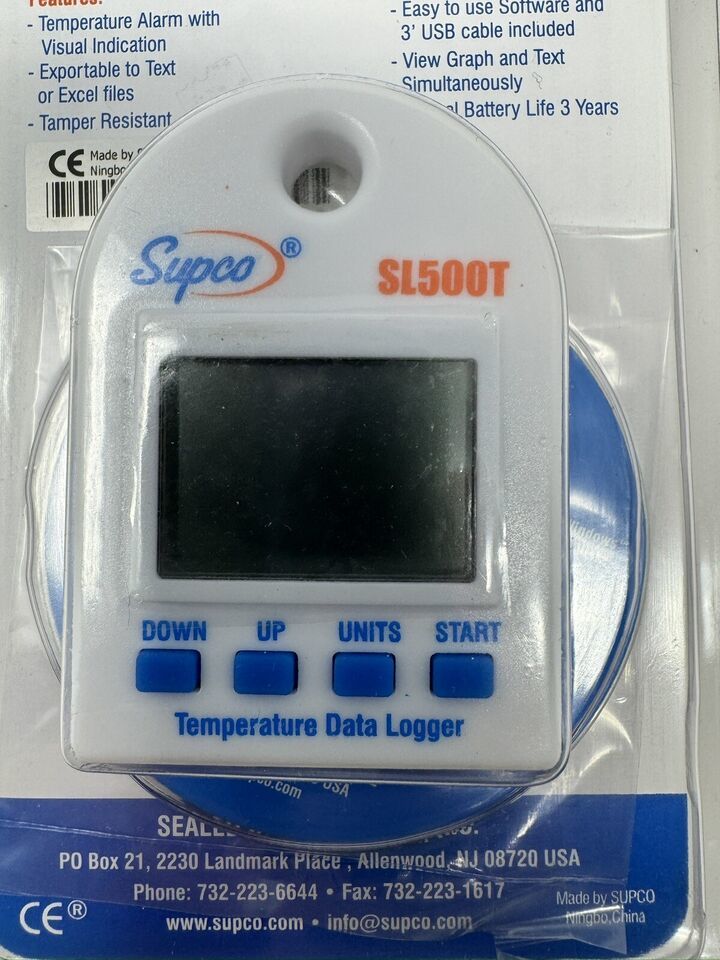 Features:
- Temperature Alarm with
Visual Indication
- Exportable to Text
or Excel files
- Tamper Resistant
- Easy to use Software and
3’ USB cable included
- View Graph and Text
Simultaneously
Battery Life 3 Years
CE Made by
Supco® SL500T
DOWN UP UNITS START
Temperature Data Logger
USA
.com
PO Box 21, 2230 Landmark Place , Allenwood, NJ 08720 USA
Phone: 732-223-6644 • Fax: 732-223-1617
www.supco.com • info@supco.com
CE®
Made by SUPCO
Ningbo,China